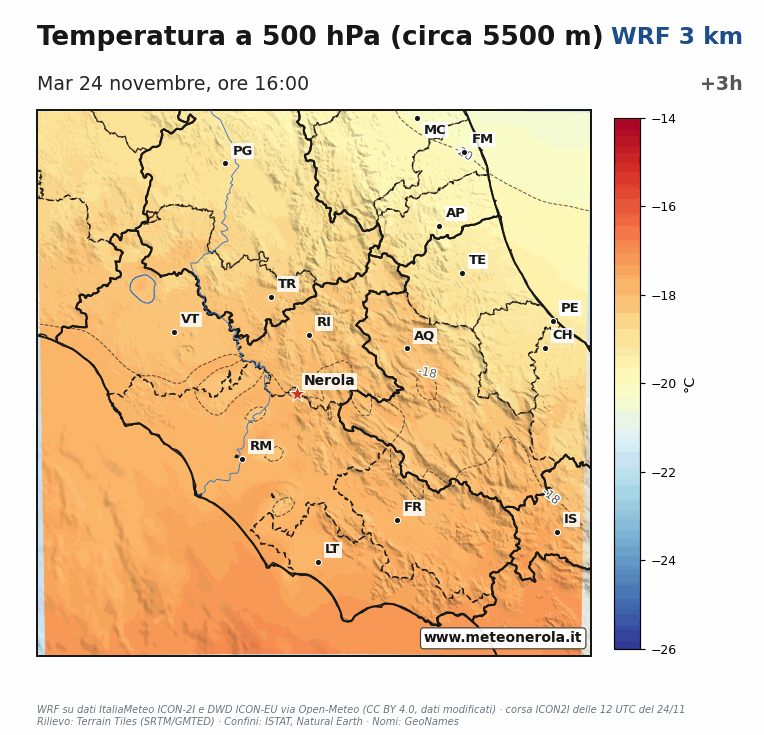 Temperatura a 500 hPa (circa 5500 m) WRF 3 km
Mar 24 novembre, ore 16:00 +3h
MC
FM
-20
PG
AP
TE
TR
PE
VT
RI
AQ
CH
-18
Nerola
RM
-18
FR
IS
LT
www.meteonerola.it
−14
−16
−18
−20
−22
−24
−26
°C
WRF su dati ItaliaMeteo ICON-2I e DWD ICON-EU via Open-Meteo (CC BY 4.0, dati modificati) · corsa ICON2I delle 12 UTC del 24/11
Rilievo: Terrain Tiles (SRTM/GMTED) · Confini: ISTAT, Natural Earth · Nomi: GeoNames